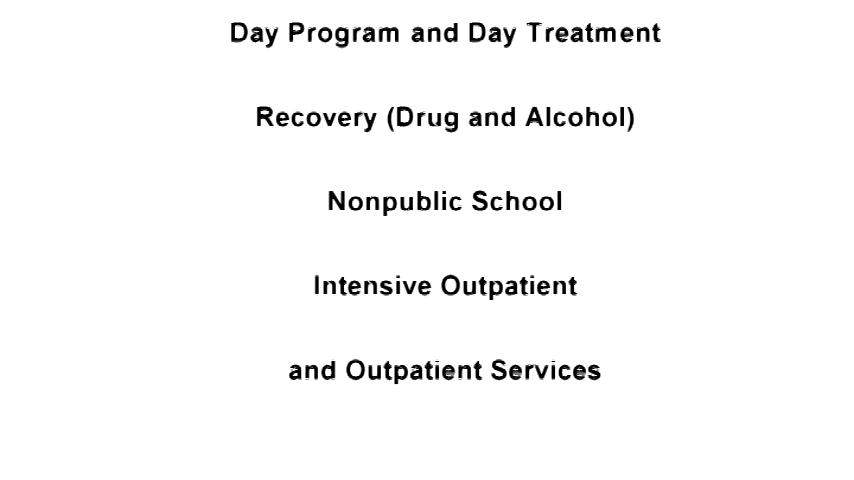 Day Program and Day Treatment
Recovery (Drug and Alcohol)
Nonpublic School
Intensive Outpatient
and Outpatient Services